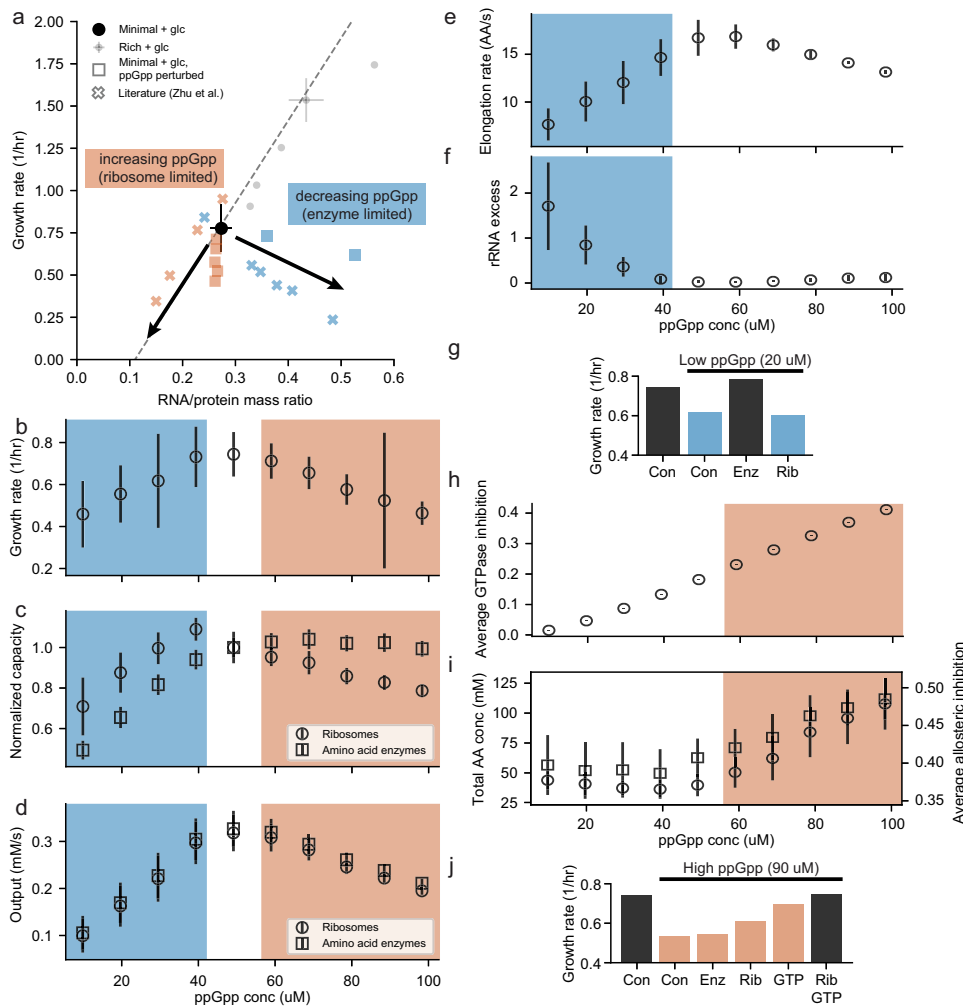 a
2.00
1.75
1.50
1.25
1.00
0.75
0.50
0.25
0.00
Growth rate (1/hr)
Minimal + glc
Rich + glc
Minimal + glc,
ppGpp perturbed
Literature (Zhu et al.)
increasing ppGpp
(ribosome limited)
decreasing ppGpp
(enzyme limited)
0.0 0.1 0.2 0.3 0.4 0.5 0.6
RNA/protein mass ratio
b
Growth rate (1/hr)
0.8
0.6
0.4
0.2
c
Normalized capacity
1.0
0.8
0.6
Ribosomes
Amino acid enzymes
d
Output (mM/s)
0.3
0.2
0.1
Ribosomes
Amino acid enzymes
20 40 60 80 100
ppGpp conc (uM)
e
Elongation rate (AA/s)
15
10
f
rRNA excess
2
1
0
20 40 60 80 100
ppGpp conc (uM)
g
Low ppGpp (20 uM)
Growth rate (1/hr)
0.8
0.6
0.4
Con Con Enz Rib
h
Average GTPase inhibition
0.4
0.3
0.2
0.1
0.0
i
Total AA conc (mM)
125
100
75
50
25
Average allosteric inhibition
0.50
0.45
0.40
0.35
20 40 60 80 100
ppGpp conc (uM)
j
High ppGpp (90 uM)
Growth rate (1/hr)
0.8
0.6
0.4
Con Con Enz Rib GTP Rib
GTP